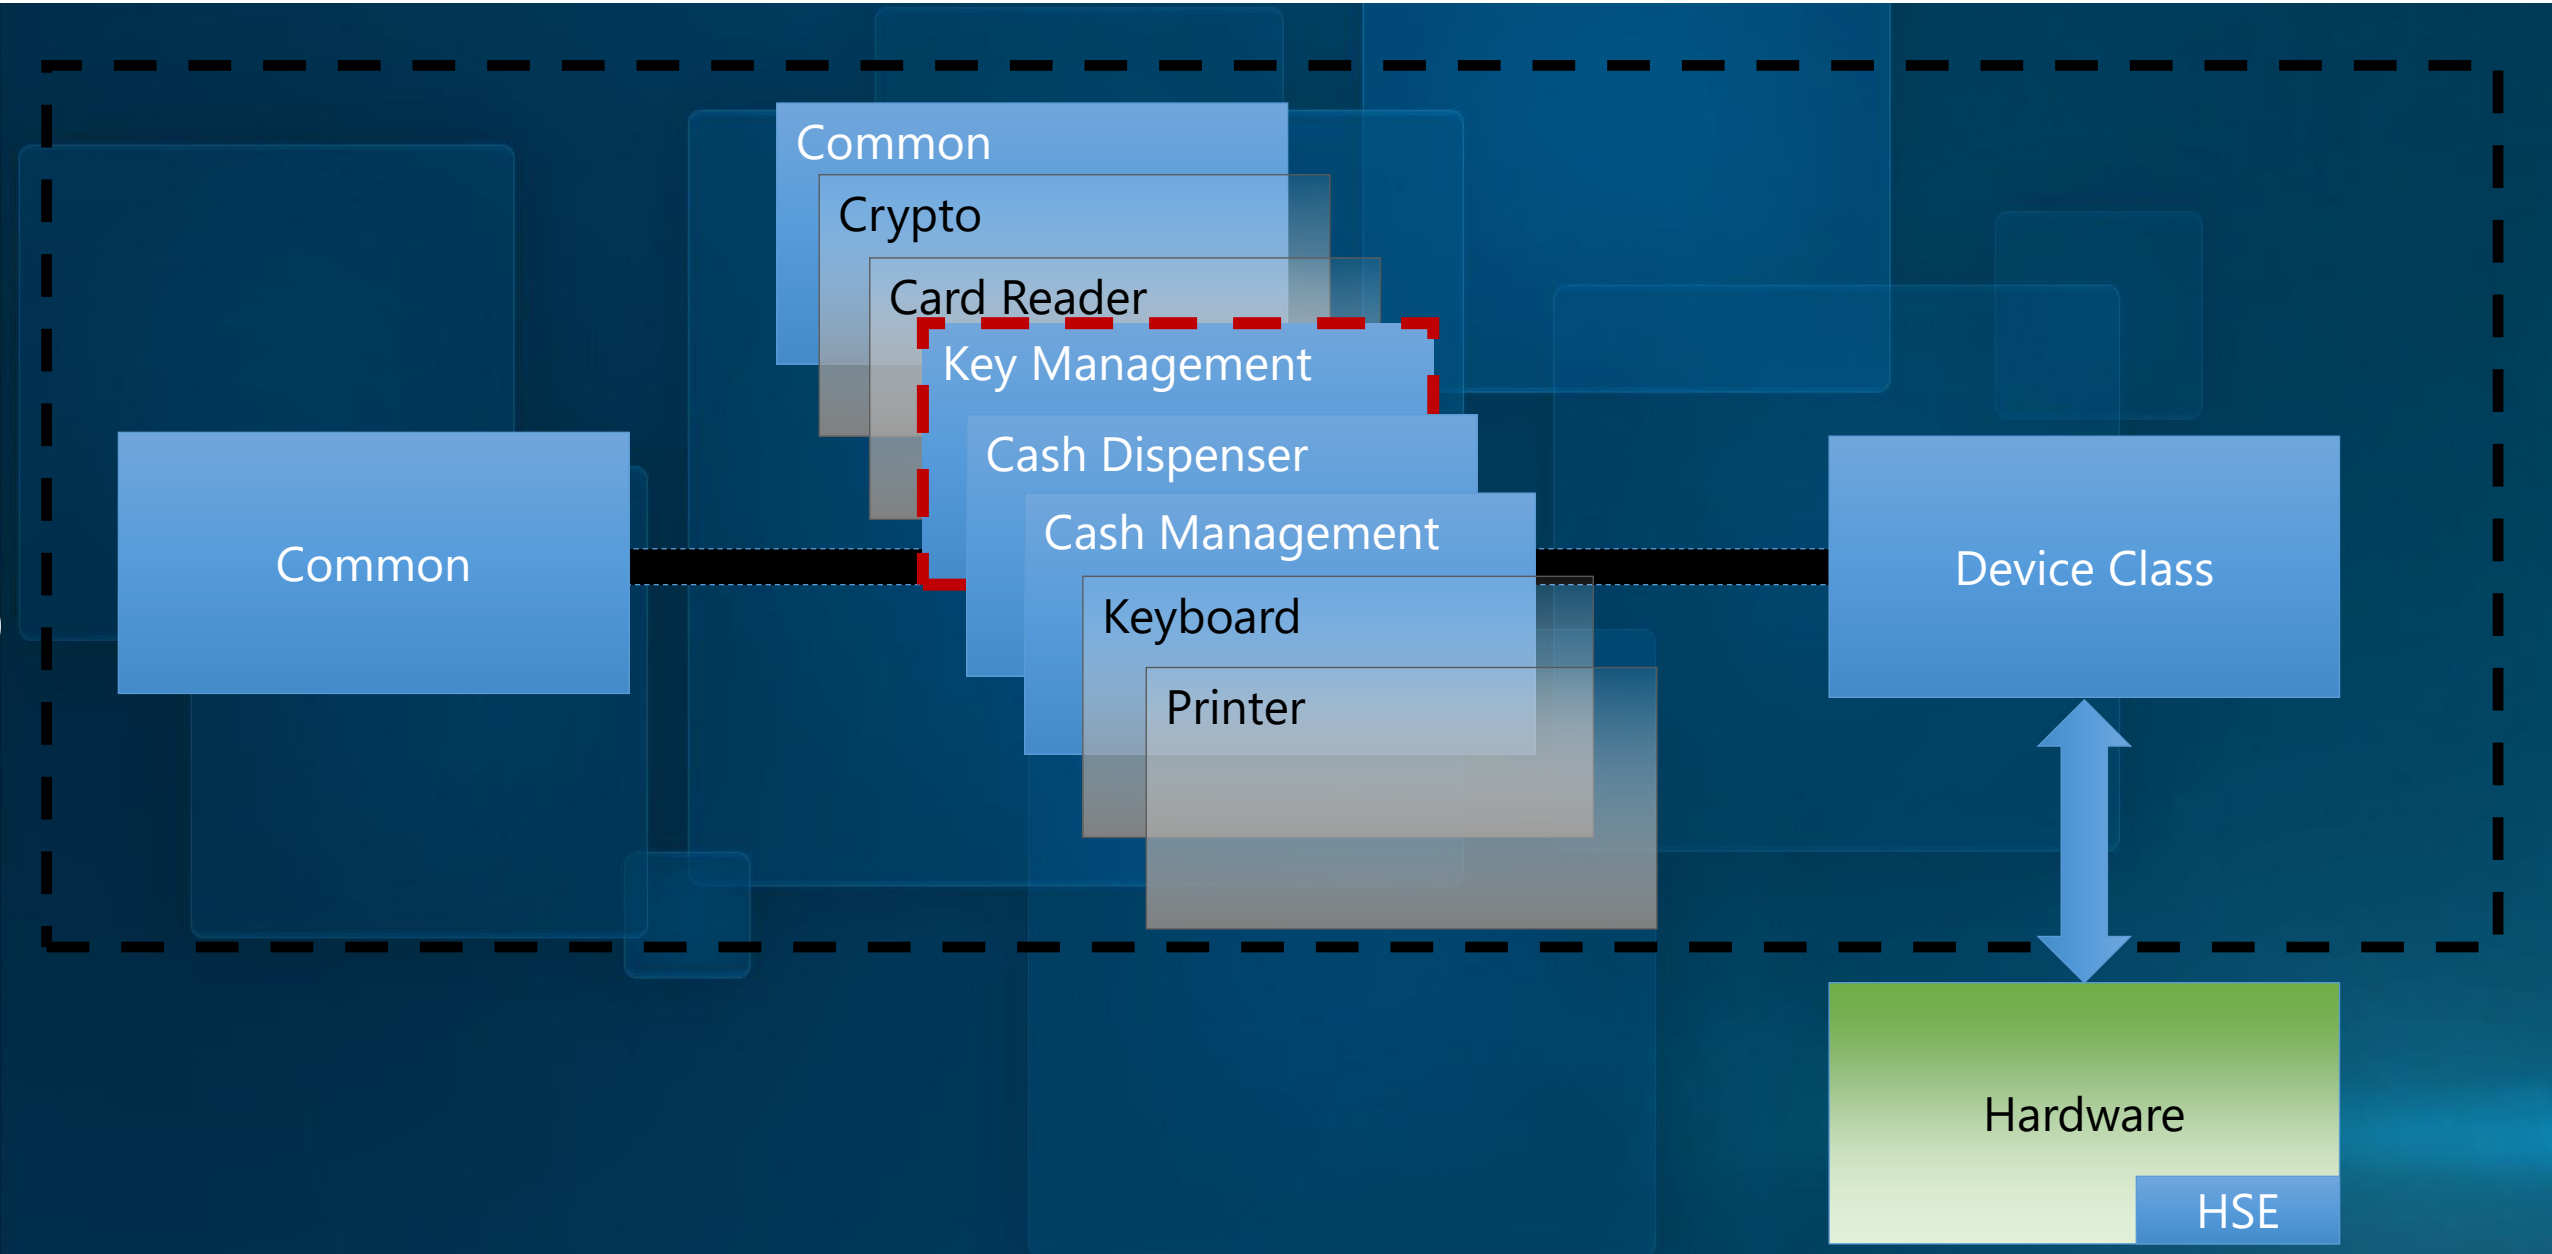 Common
Crypto
Card Reader
Key Management
Cash Dispenser
Cash Management
Keyboard
Printer
Common
Device Class
Hardware
HSE